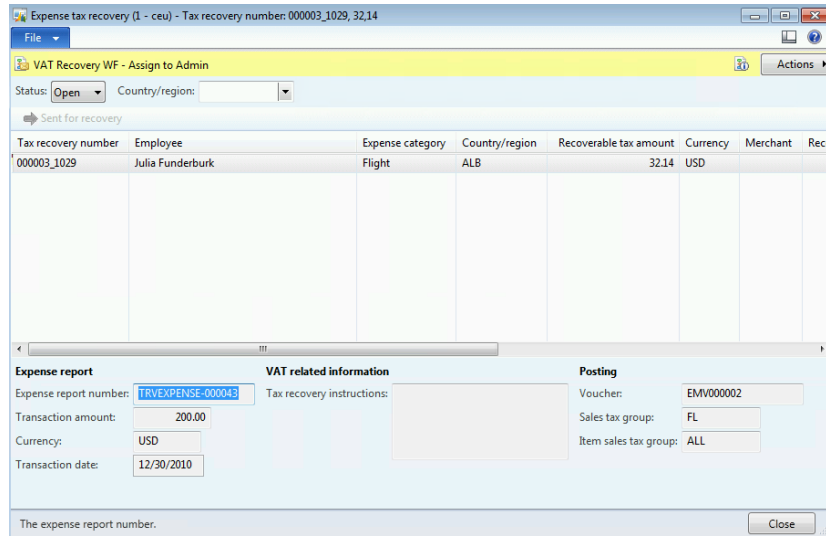 Expense tax recovery (1 - ceu) - Tax recovery number: 000003_1029, 32,14
File
VAT Recovery WF - Assign to Admin Actions
Status: Open Country/region:
Sent for recovery
Tax recovery number Employee Expense category Country/region Recoverable tax amount Currency Merchant Rec
000003_1029 Julia Funderburk Flight ALB 32.14 USD
Expense report VAT related information Posting
Expense report number: TRVEXPENSE-000043 Tax recovery instructions: Voucher: EMV000002
Transaction amount: 200.00 Sales tax group: FL
Currency: USD Item sales tax group: ALL
Transaction date: 12/30/2010
The expense report number. Close